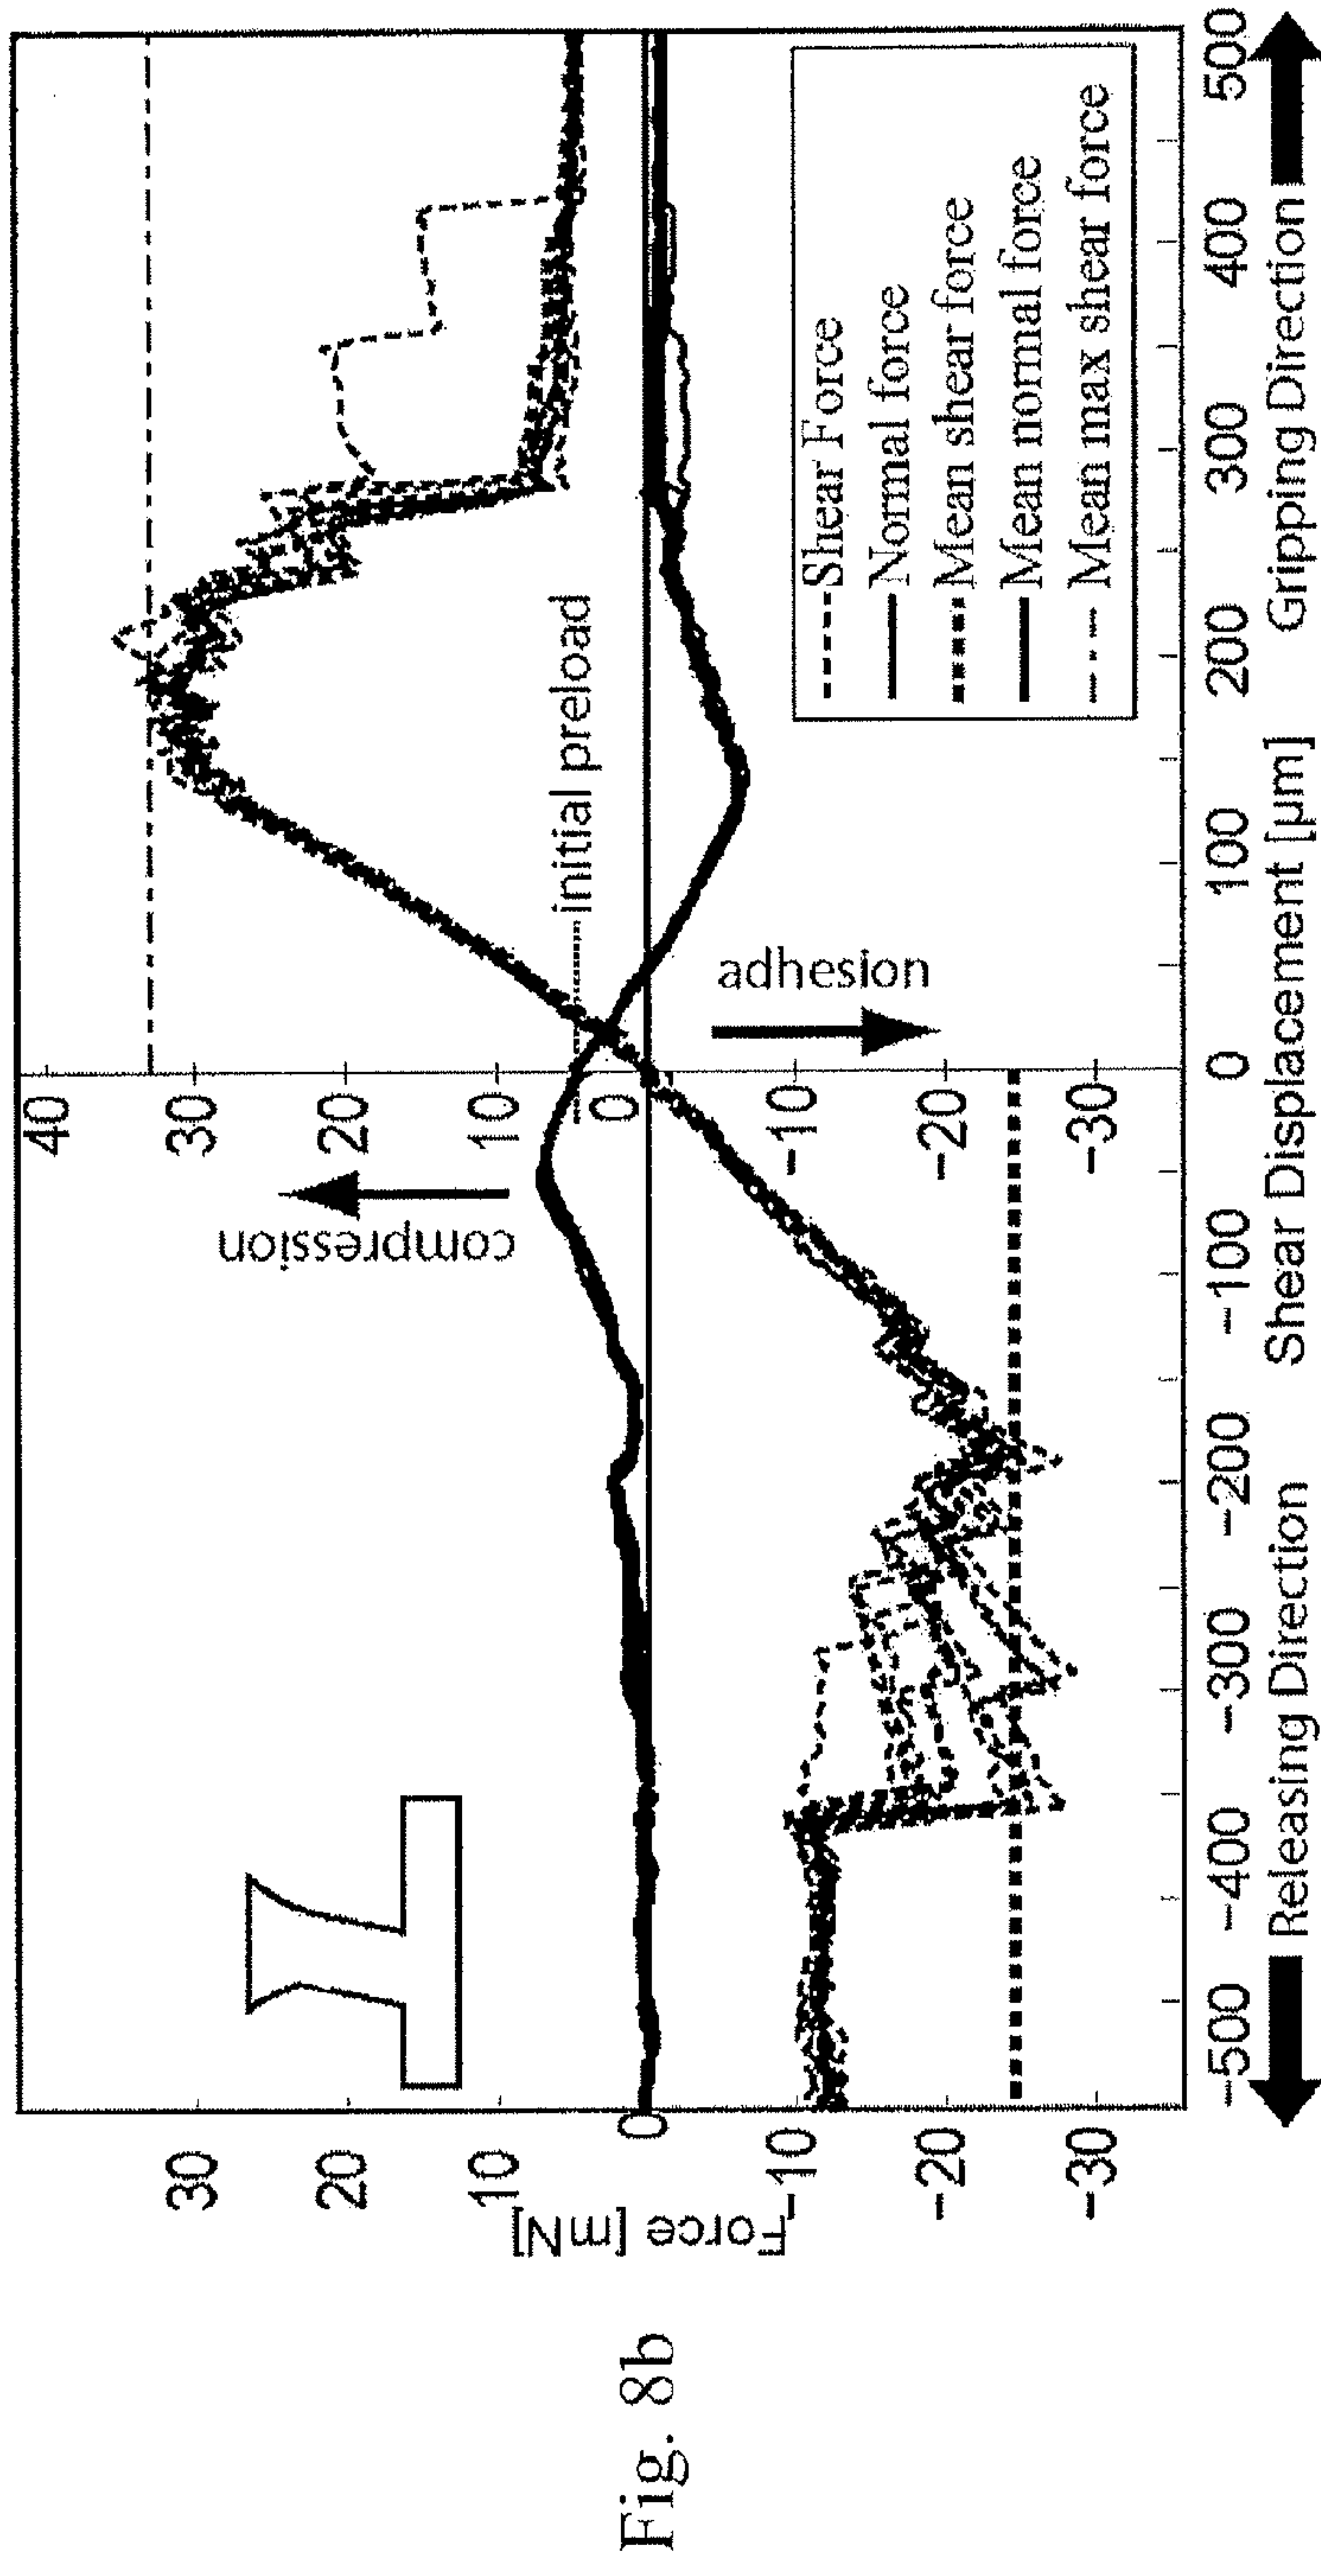 Fig. 8b
Force [mN]
30
20
10
0
-10
-20
-30
40
30
20
10
0
-10
-20
-30
compression
adhesion
initial preload
Shear Force
Normal force
Mean shear force
Mean normal force
Mean max shear force
-500 -400 -300 -200 -100 0 100 200 300 400 500
Releasing Direction Shear Displacement [µm] Gripping Direction